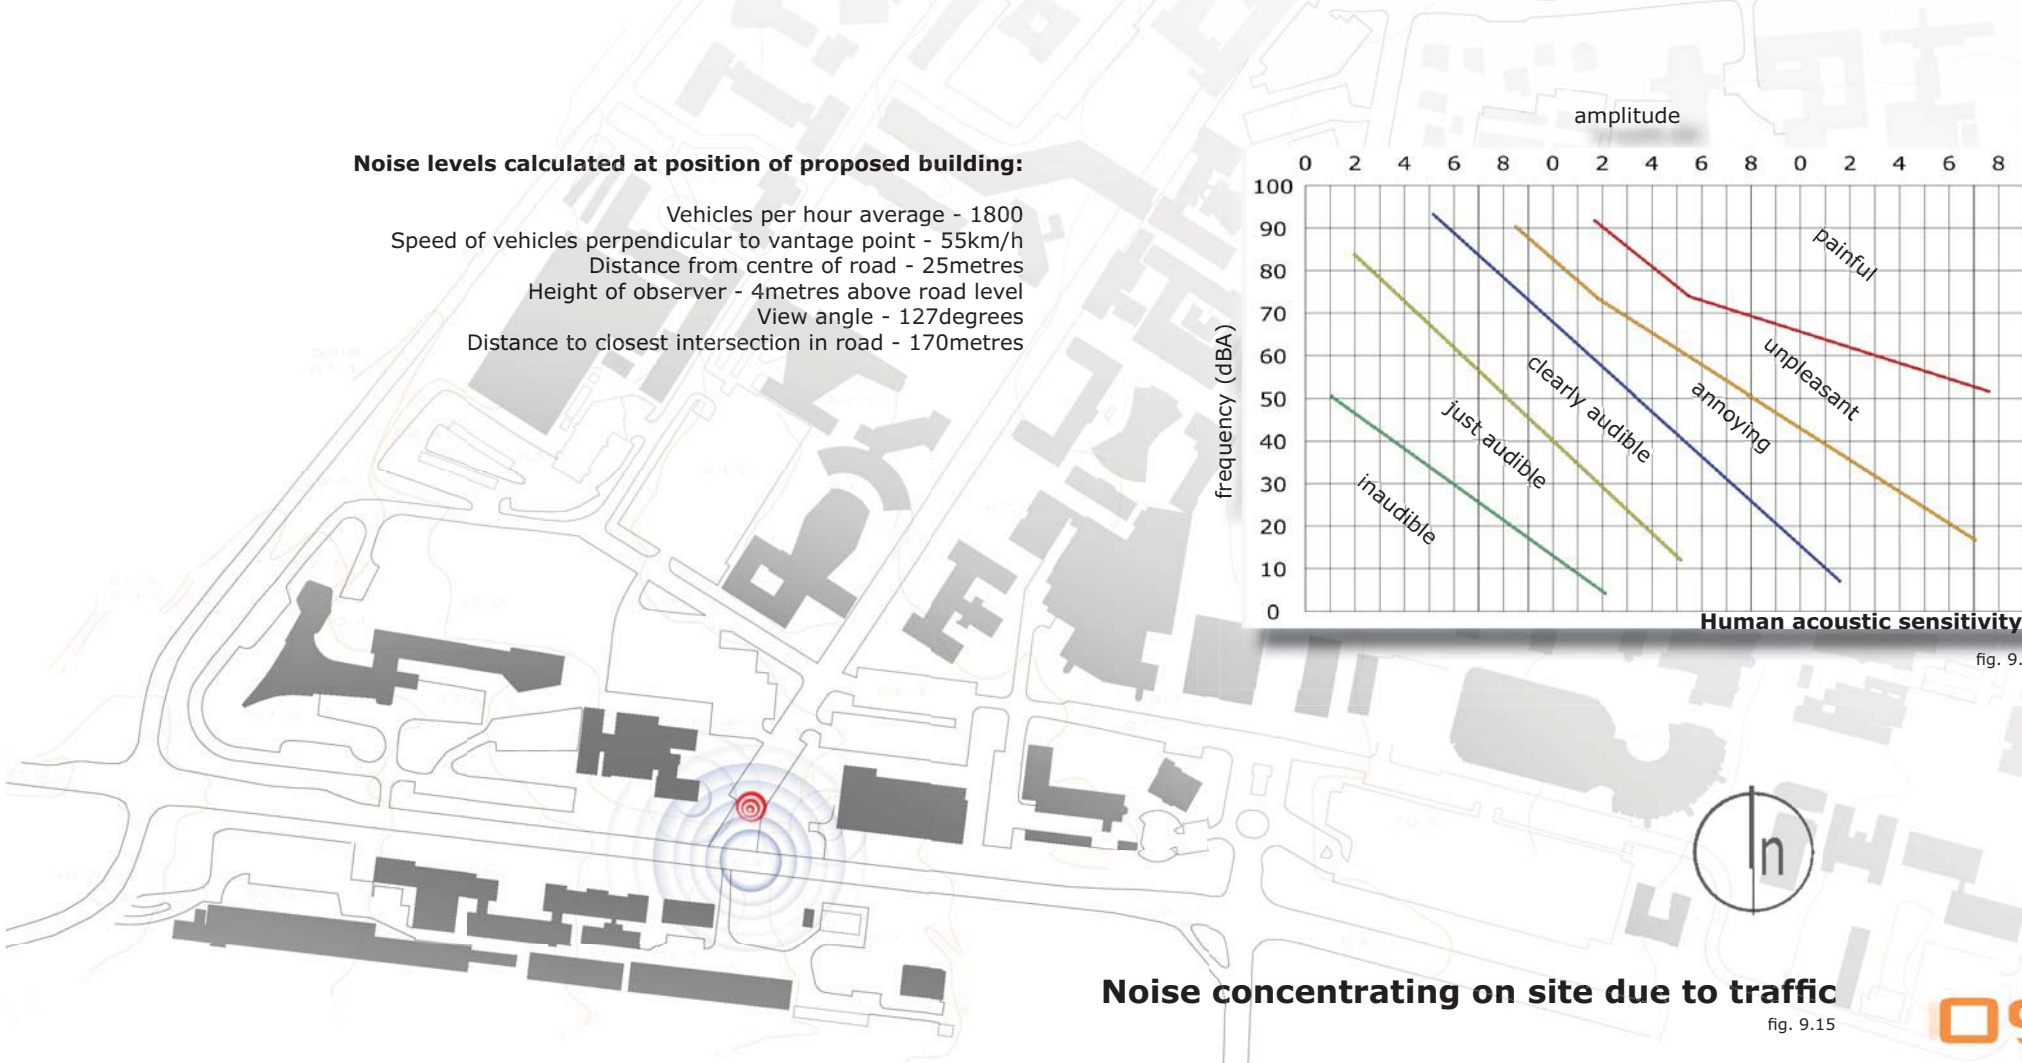 Noise levels calculated at position of proposed building:
Vehicles per hour average - 1800
Speed of vehicles perpendicular to vantage point - 55km/h
Distance from centre of road - 25metres
Height of observer - 4metres above road level
View angle - 127degrees
Distance to closest intersection in road - 170metres
amplitude
0 2 4 6 8 0 2 4 6 8 0 2 4 6 8
100
90
80
70
60
50
40
30
20
10
0
frequency (dBA)
painful
unpleasant
annoying
clearly audible
just audible
inaudible
Human acoustic sensitivity
fig. 9.
n
Noise concentrating on site due to traffic
fig. 9.15